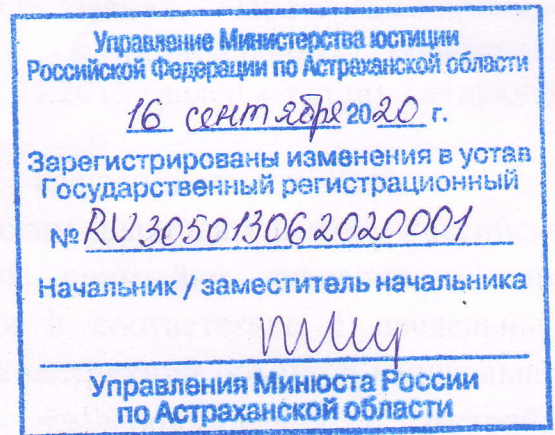 Управление Министерства юстиции
Российской Федерации по Астраханской области
16 сентября 2020 г.
Зарегистрированы изменения в устав
Государственный регистрационный
№ RU305013062020001
Начальник / заместитель начальника
Управления Минюста России
по Астраханской области